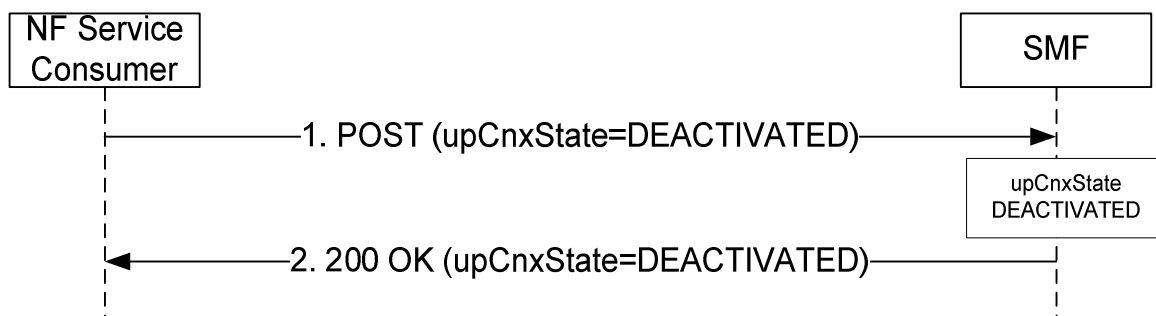 NF Service
Consumer
SMF
1. POST (upCnxState=DEACTIVATED)
upCnxState
DEACTIVATED
2. 200 OK (upCnxState=DEACTIVATED)